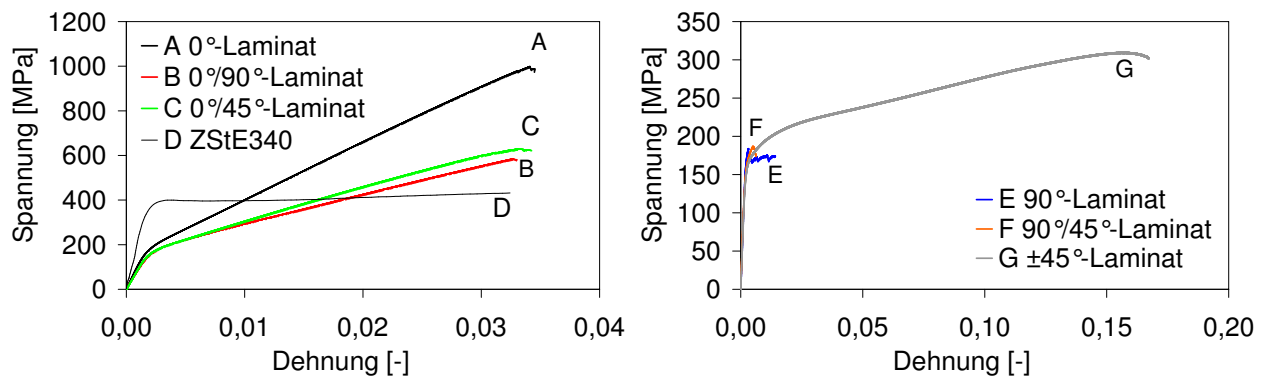 Spannung [MPa]
1200
1000
800
600
400
200
0
A 0°-Laminat
B 0°/90°-Laminat
C 0°/45°-Laminat
D ZStE340
A
C
B
D
0,00
0,01
0,02
0,03
0,04
Dehnung [-]
Spannung [MPa]
350
300
250
200
150
100
50
0
G
F
E
E 90°-Laminat
F 90°/45°-Laminat
G ±45°-Laminat
0,00
0,05
0,10
0,15
0,20
Dehnung [-]